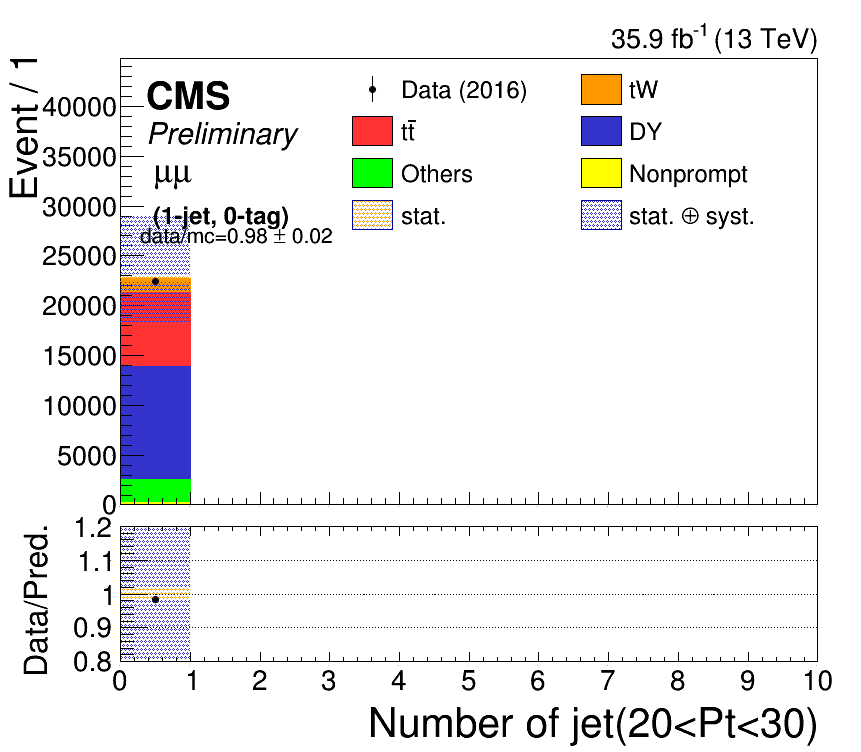 35.9 fb-1 (13 TeV)
Event / 1
CMS
Preliminary
μμ
(1-jet, 0-tag)
data/mc=0.98 ± 0.02
Data (2016)
tW
tt̄
DY
Others
Nonprompt
stat.
stat. ⊕ syst.
40000
35000
30000
25000
20000
15000
10000
5000
0
Data/Pred.
1.2
1.1
1
0.9
0.8
0 1 2 3 4 5 6 7 8 9 10
Number of jet(20<Pt<30)